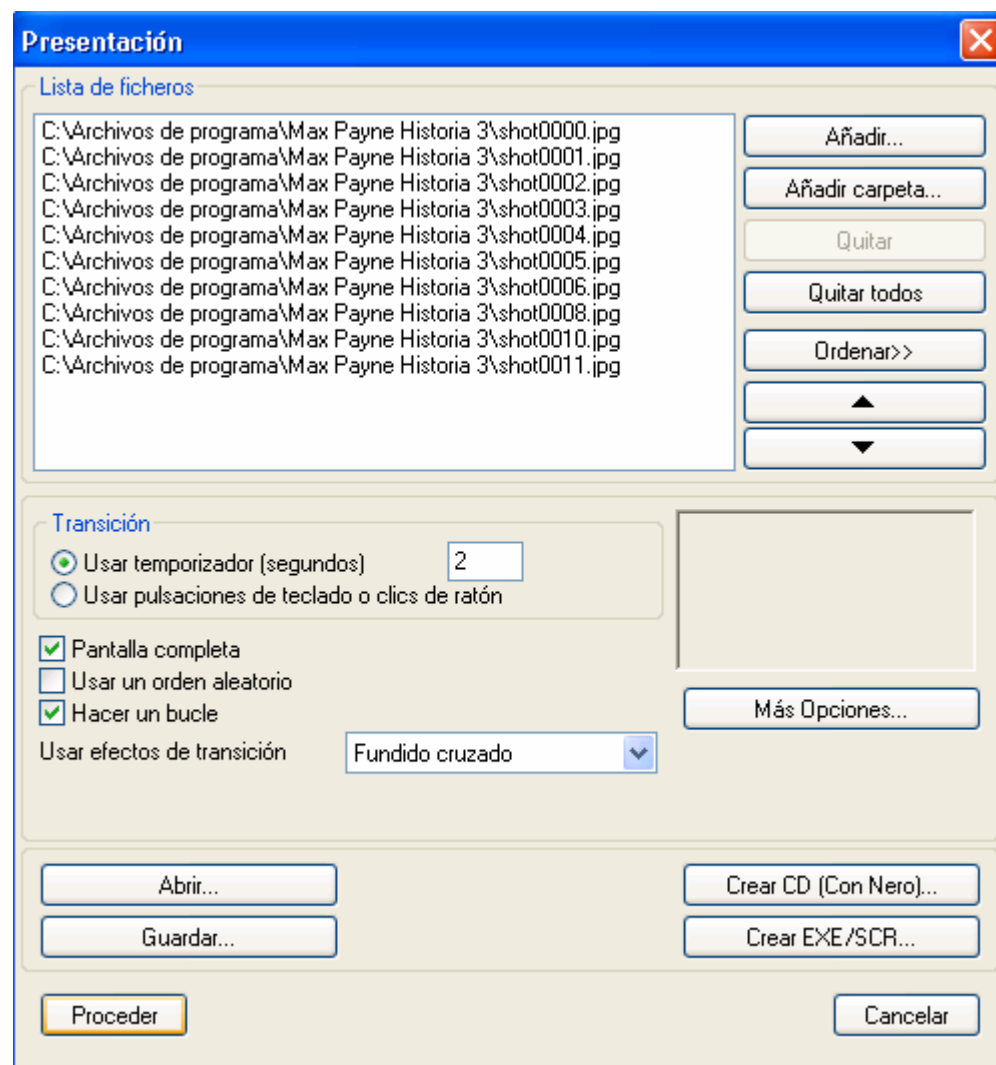 Presentación
Lista de ficheros
C:\Archivos de programa\Max Payne Historia 3\shot0000.jpg
C:\Archivos de programa\Max Payne Historia 3\shot0001.jpg
C:\Archivos de programa\Max Payne Historia 3\shot0002.jpg
C:\Archivos de programa\Max Payne Historia 3\shot0003.jpg
C:\Archivos de programa\Max Payne Historia 3\shot0004.jpg
C:\Archivos de programa\Max Payne Historia 3\shot0005.jpg
C:\Archivos de programa\Max Payne Historia 3\shot0006.jpg
C:\Archivos de programa\Max Payne Historia 3\shot0008.jpg
C:\Archivos de programa\Max Payne Historia 3\shot0010.jpg
C:\Archivos de programa\Max Payne Historia 3\shot0011.jpg
Añadir...
Añadir carpeta...
Quitar
Quitar todos
Ordenar>>
Transición
Usar temporizador (segundos) 2
Usar pulsaciones de teclado o clics de ratón
Pantalla completa
Usar un orden aleatorio
Hacer un bucle
Más Opciones...
Usar efectos de transición Fundido cruzado
Abrir...
Crear CD (Con Nero)...
Guardar...
Crear EXE/SCR...
Proceder
Cancelar